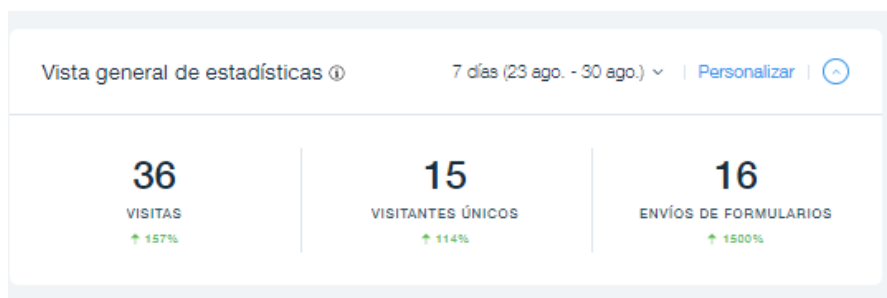 Vista general de estadísticas
7 días (23 ago. - 30 ago.)
Personalizar
36
VISITAS
↑ 157%
15
VISITANTES ÚNICOS
↑ 114%
16
ENVÍOS DE FORMULARIOS
↑ 1500%